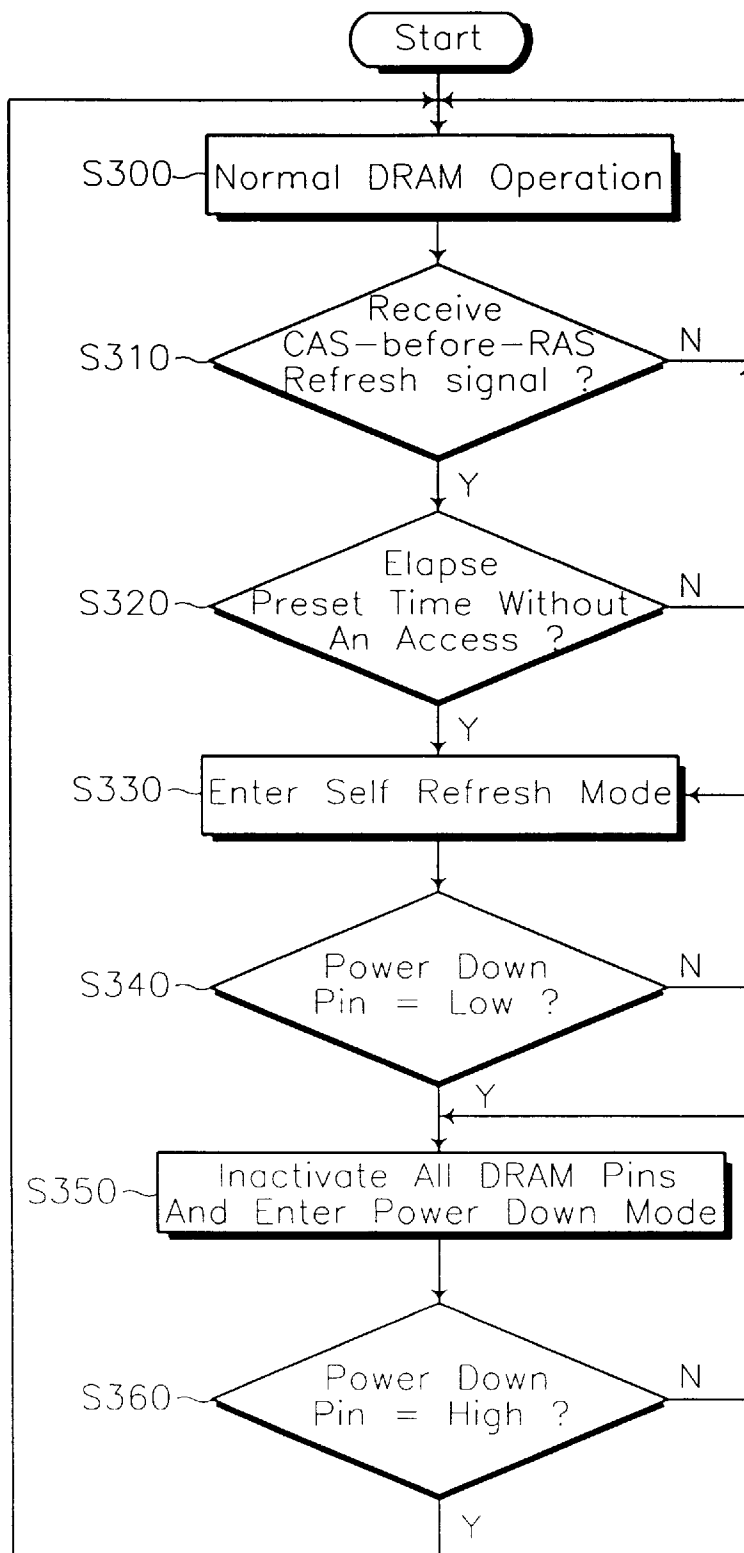 Start
S300
Normal DRAM Operation
S310
Receive
CAS-before-RAS
Refresh signal ?
N
Y
S320
Elapse
Preset Time Without
An Access ?
N
Y
S330
Enter Self Refresh Mode
S340
Power Down
Pin = Low ?
N
Y
S350
Inactivate All DRAM Pins
And Enter Power Down Mode
S360
Power Down
Pin = High ?
N
Y